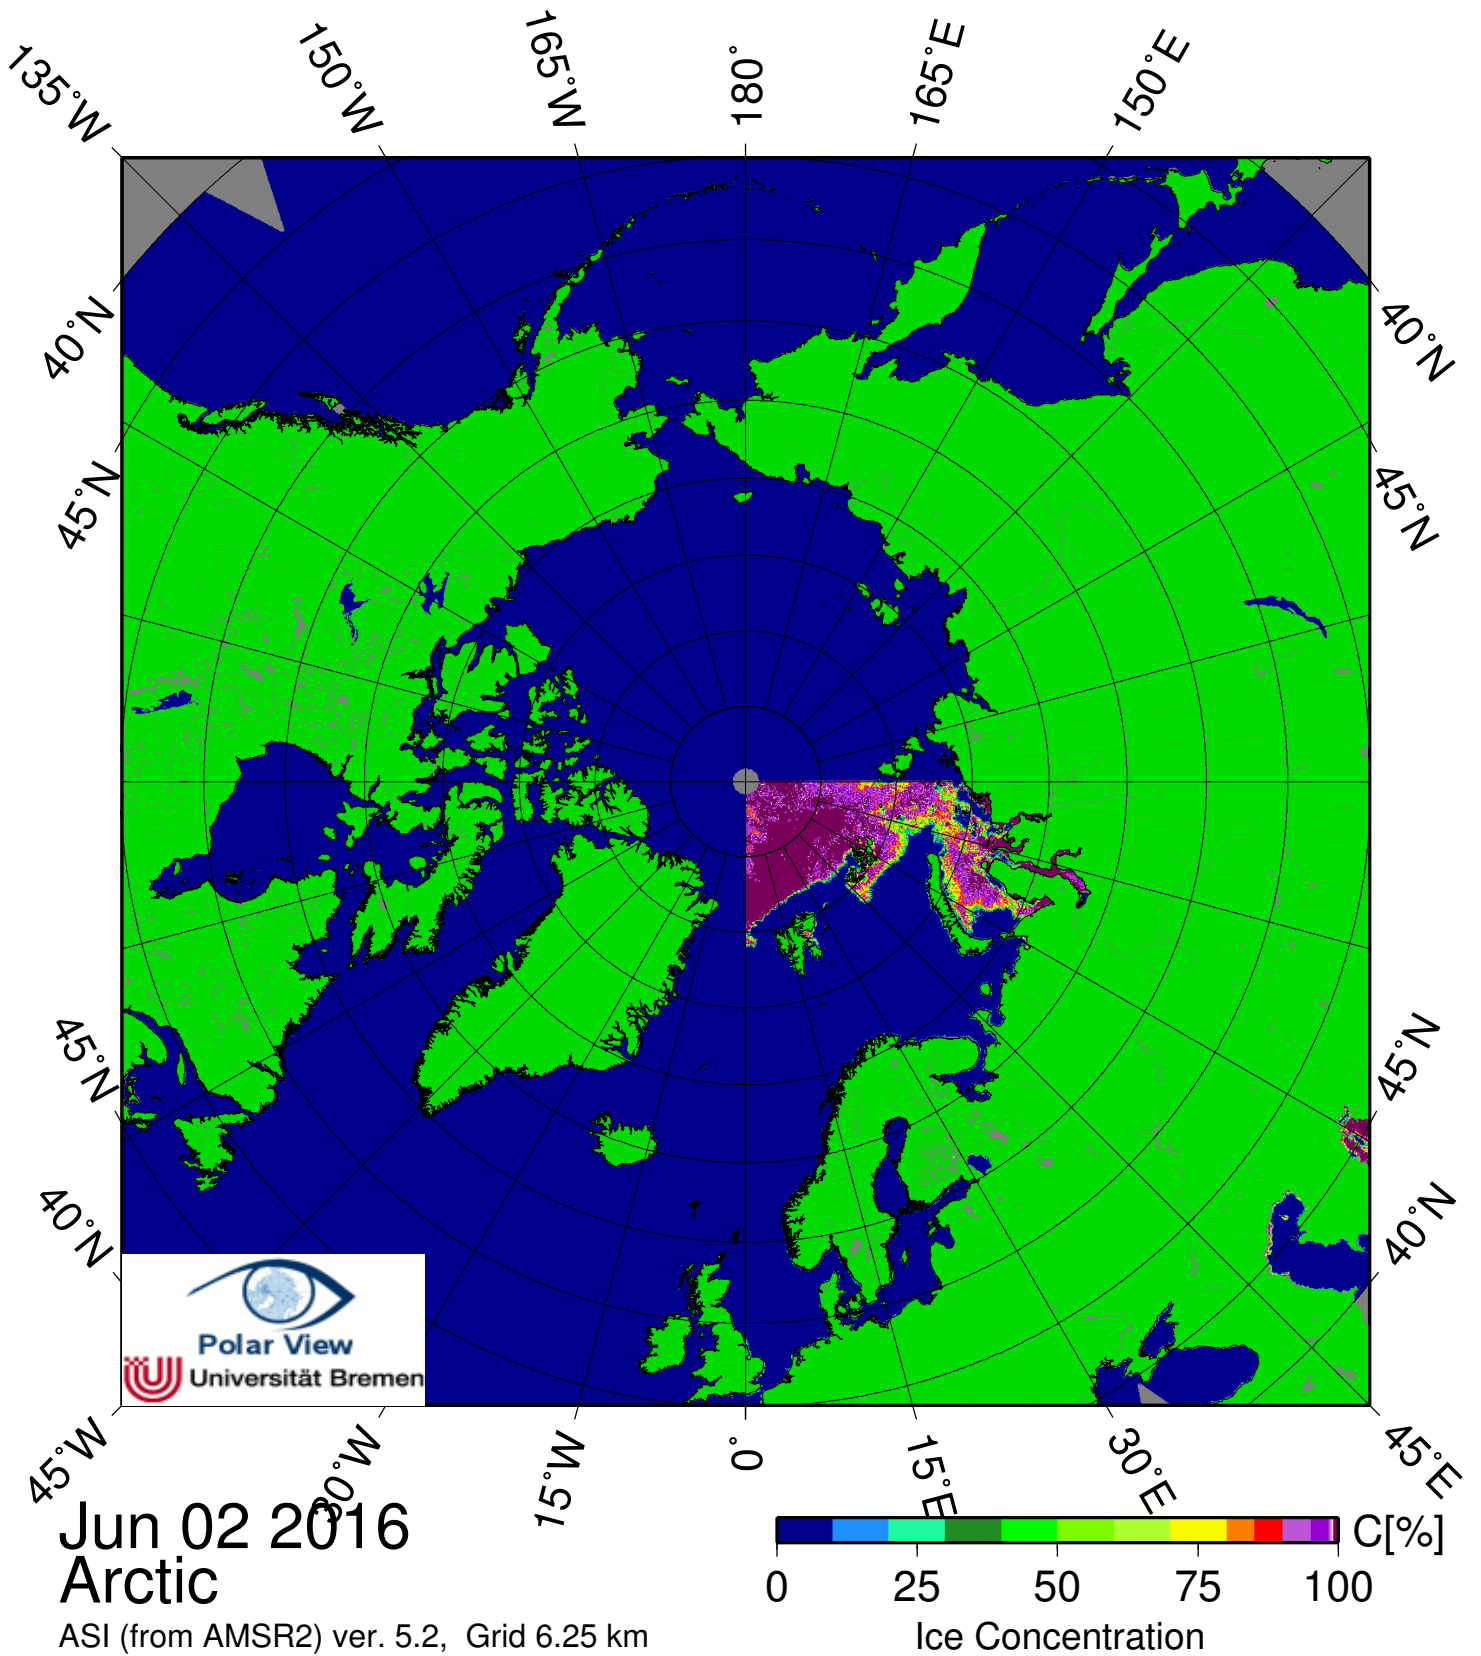 135°W
150°W
165°W
180°
165°E
150°E
40°N
40°N
45°N
45°N
45°N
45°N
40°N
40°N
Polar View
Universität Bremen
45°W
30°W
15°W
0°
15°E
30°E
45°E
Jun 02 2016
Arctic
ASI (from AMSR2) ver. 5.2, Grid 6.25 km
C[%]
0 25 50 75 100
Ice Concentration